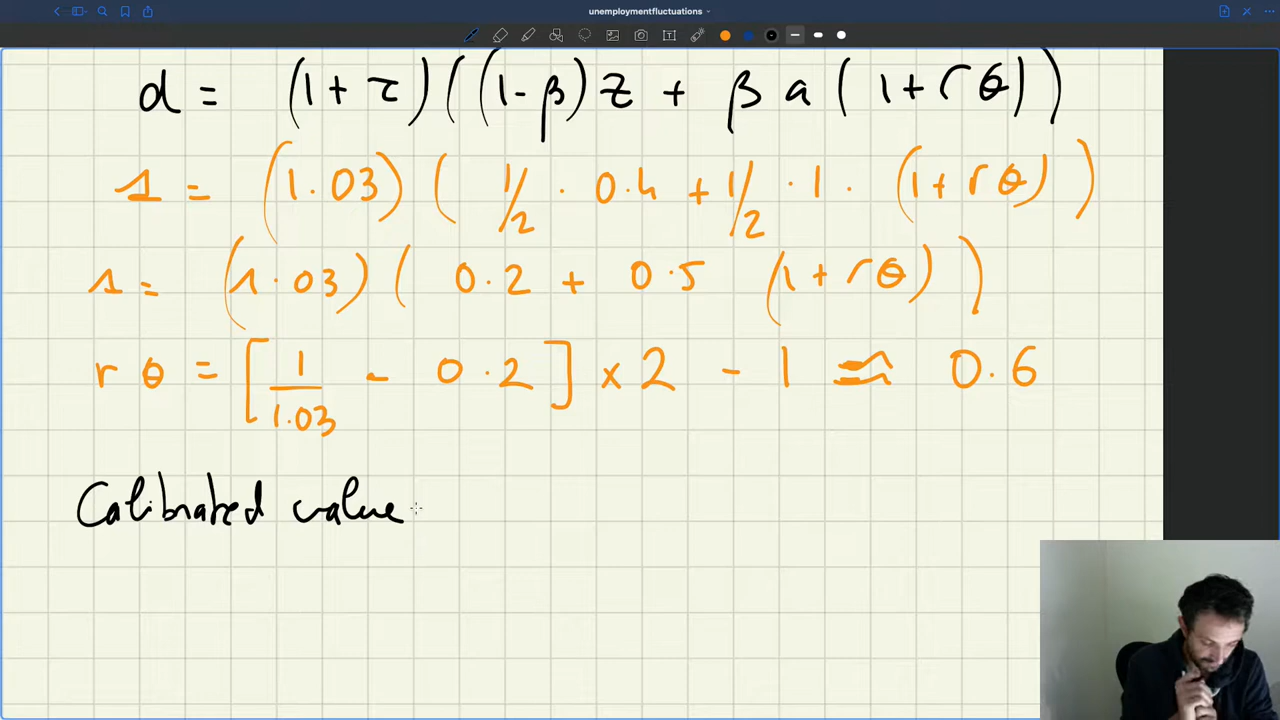 unemploymentfluctuations
d = (1 + τ)((1-β)z + β a (1 + rθ))
1 = (1.03)(1/2 · 0.4 + 1/2 · 1 · (1 + rθ))
1 = (1.03)(0.2 + 0.5 (1 + rθ))
rθ = [1/1.03 - 0.2] × 2 - 1 ≈ 0.6
Calibrated value